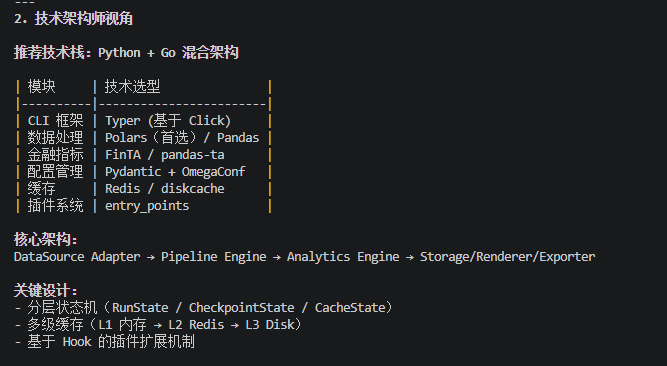 ---
2. 技术架构师视角
推荐技术栈：Python + Go 混合架构
| 模块 | 技术选型 |
|----------|------------------------|
| CLI 框架 | Typer (基于 Click) |
| 数据处理 | Polars（首选）/ Pandas |
| 金融指标 | FinTA / pandas-ta |
| 配置管理 | Pydantic + OmegaConf |
| 缓存 | Redis / diskcache |
| 插件系统 | entry_points |
核心架构：
DataSource Adapter → Pipeline Engine → Analytics Engine → Storage/Renderer/Exporter
关键设计：
- 分层状态机（RunState / CheckpointState / CacheState）
- 多级缓存（L1 内存 → L2 Redis → L3 Disk）
- 基于 Hook 的插件扩展机制